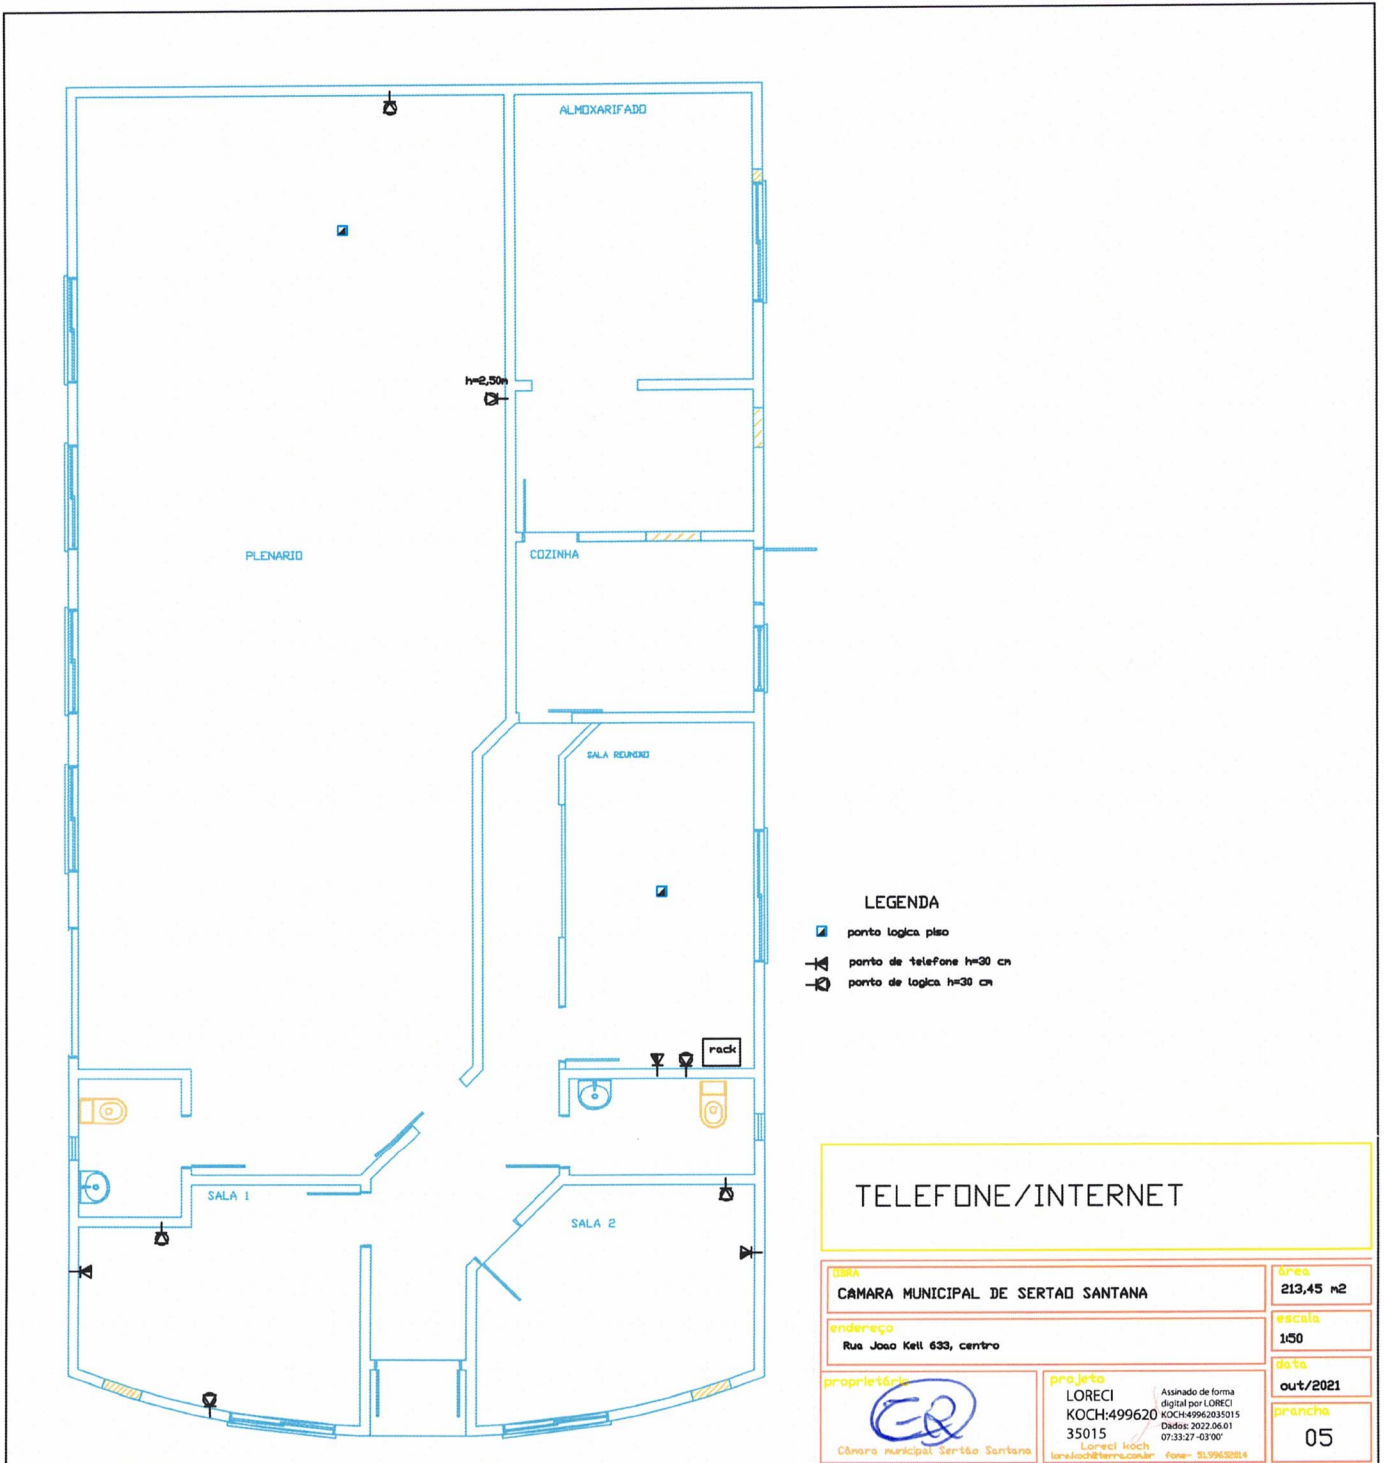 ALMOXARIFADO
h=2,50m
PLENARIO
COZINHA
SALA REUNIAO
LEGENDA
ponto logica piso
ponto de telefone h=30 cm
ponto de logica h=30 cm
rack
SALA 1
SALA 2
TELEFONE/INTERNET
OBRA
CAMARA MUNICIPAL DE SERTAO SANTANA
área
213,45 m2
endereço
Rua Joao Kell 633, centro
escala
1:50
data
out/2021
proprietário
Câmara municipal Sertão Santana
projeto
LORECI
KOCH:499620
35015
Assinado de forma
digital por LORECI
KOCH:49962035015
Dados: 2022.06.01
07:33:27 -03'00'
Loreci koch
fone-
prancha
05